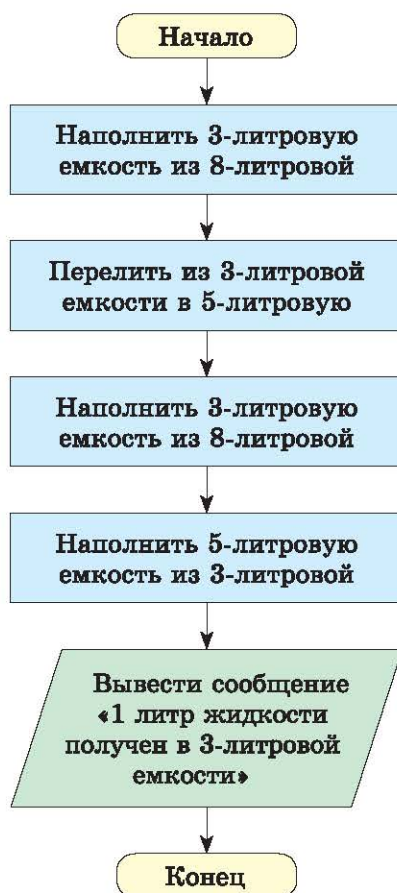 Начало
Наполнить 3-литровую
емкость из 8-литровой
Перелить из 3-литровой
емкости в 5-литровую
Наполнить 3-литровую
емкость из 8-литровой
Наполнить 5-литровую
емкость из 3-литровой
Вывести сообщение
«1 литр жидкости
получен в 3-литровой
емкости»
Конец